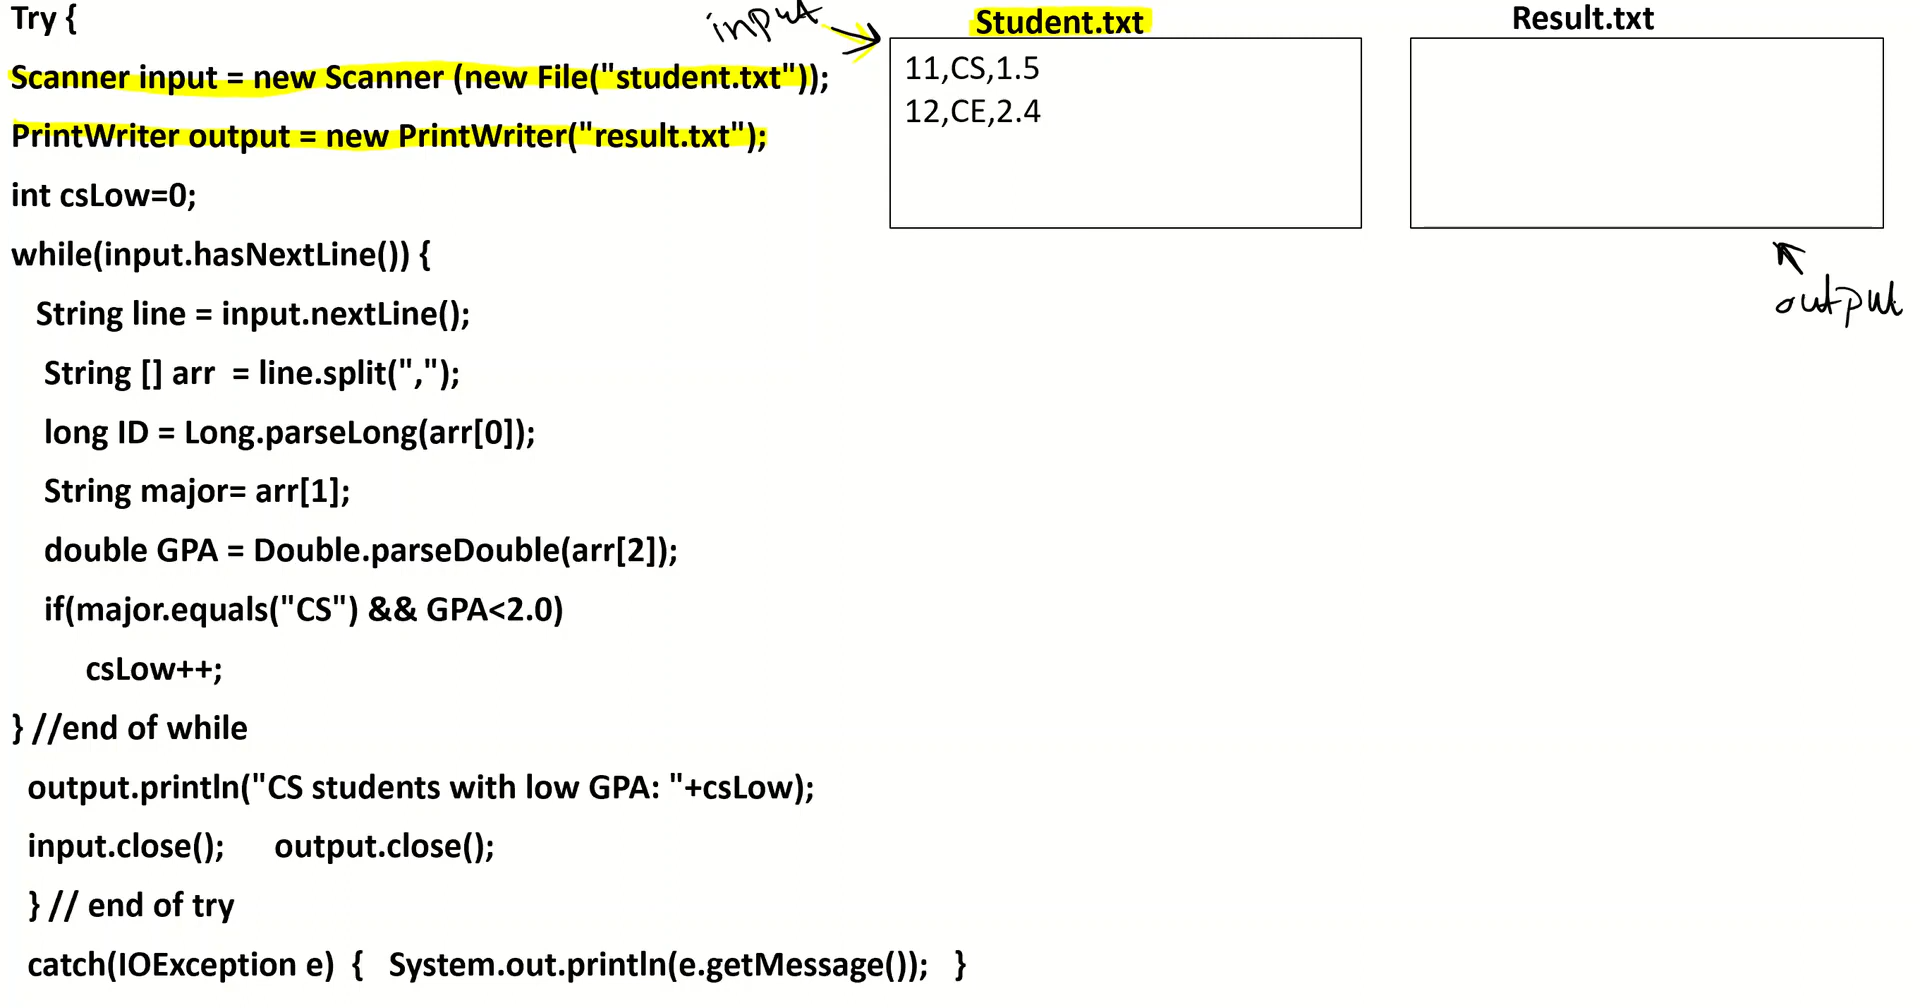 Try {
Scanner input = new Scanner (new File("student.txt"));
PrintWriter output = new PrintWriter("result.txt");
int csLow=0;
while(input.hasNextLine()) {
String line = input.nextLine();
String [] arr  = line.split(",");
long ID = Long.parseLong(arr[0]);
String major= arr[1];
double GPA = Double.parseDouble(arr[2]);
if(major.equals("CS") && GPA<2.0)
csLow++;
} //end of while
output.println("CS students with low GPA: "+csLow);
input.close();     output.close();
} // end of try
catch(IOException e)  {   System.out.println(e.getMessage());   }
input
Student.txt
11,CS,1.5
12,CE,2.4
Result.txt
output